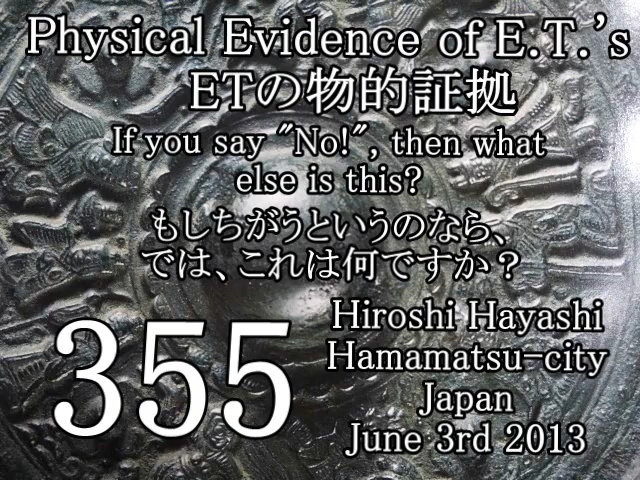 Physical Evidence of E.T.'s
ETの物的証拠
If you say "No!", then what
else is this?
もしちがうというのなら、
では、これは何ですか？
355
Hiroshi Hayashi
Hamamatsu-city
Japan
June 3rd 2013